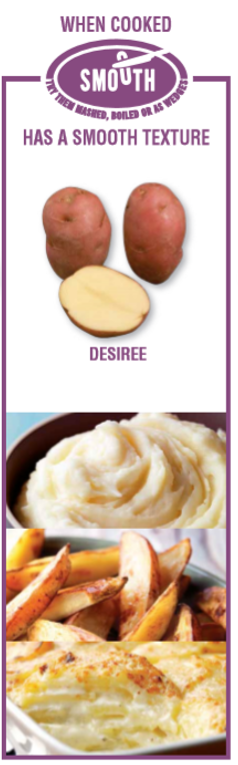 WHEN COOKED
SMOOTH
TRY THEM MASHED, BOILED OR AS WEDGES
HAS A SMOOTH TEXTURE
DESIREE